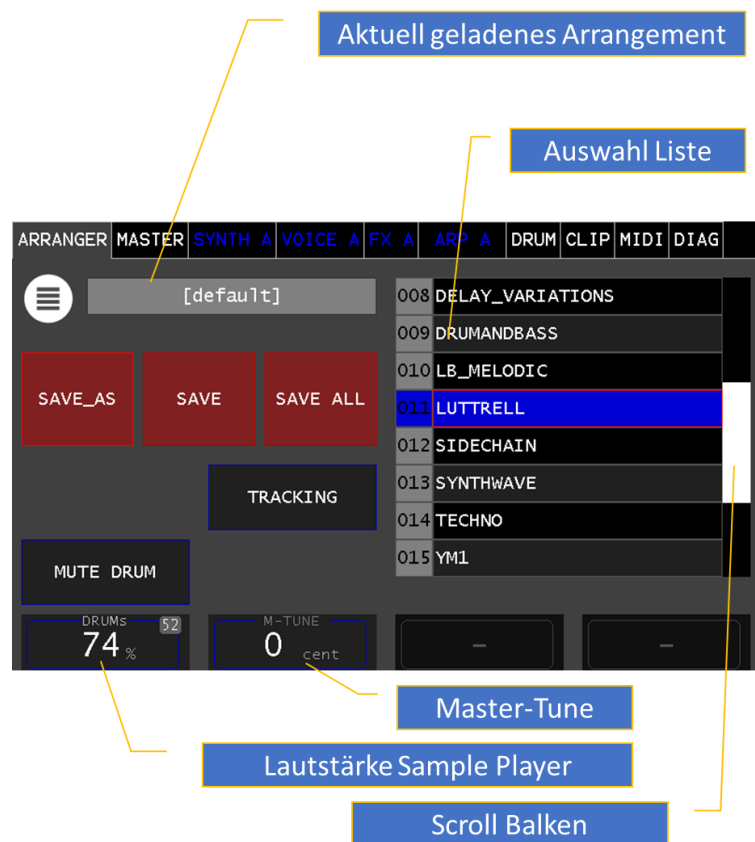 Aktuell geladenes Arrangement
Auswahl Liste
ARRANGER MASTER SYNTH A VOICE A FX A ARP A DRUM CLIP MIDI DIAG
[default]
008 DELAY_VARIATIONS
009 DRUMANDBASS
010 LB_MELODIC
011 LUTTRELL
012 SIDECHAIN
013 SYNTHWAVE
014 TECHNO
015 YM1
SAVE_AS SAVE SAVE ALL
TRACKING
MUTE DRUM
DRUMs 52
74 %
M-TUNE
0 cent
–
–
Master-Tune
Lautstärke Sample Player
Scroll Balken